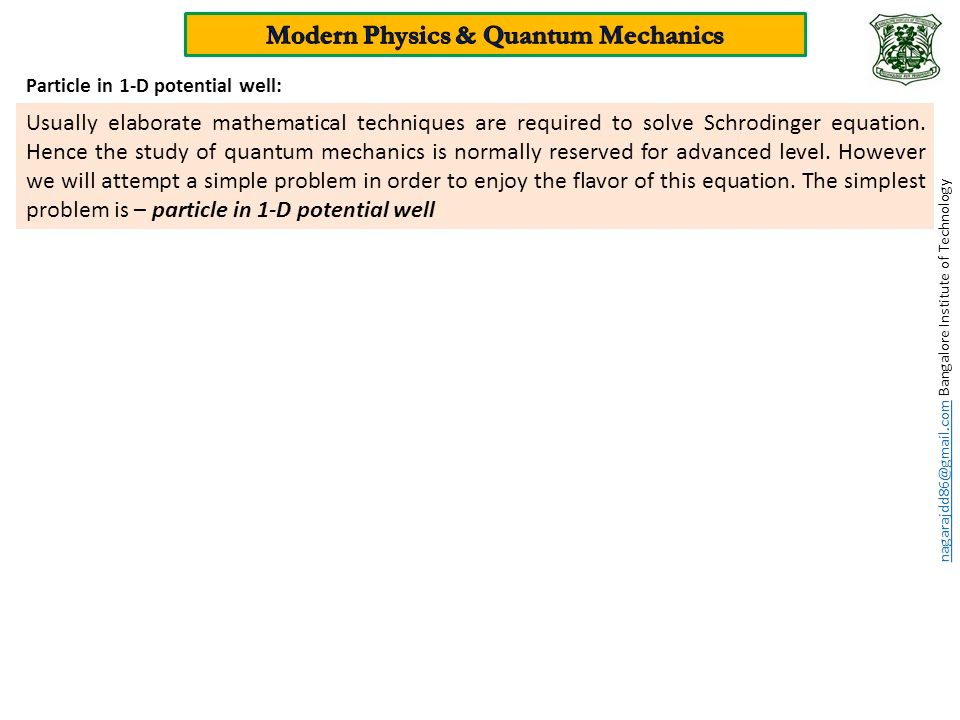 Modern Physics & Quantum Mechanics
Particle in 1-D potential well:
Usually elaborate mathematical techniques are required to solve Schrodinger equation.
Hence the study of quantum mechanics is normally reserved for advanced level. However
we will attempt a simple problem in order to enjoy the flavor of this equation. The simplest
problem is – particle in 1-D potential well
nagarajdd86@gmail.com Bangalore Institute of Technology